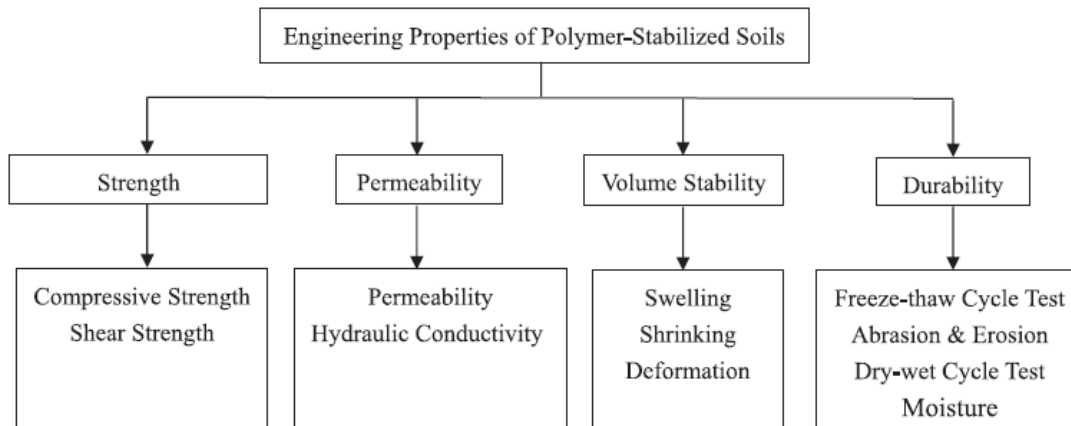 Engineering Properties of Polymer-Stabilized Soils
Strength
Permeability
Volume Stability
Durability
Compressive Strength
Shear Strength
Permeability
Hydraulic Conductivity
Swelling
Shrinking
Deformation
Freeze-thaw Cycle Test
Abrasion & Erosion
Dry-wet Cycle Test
Moisture